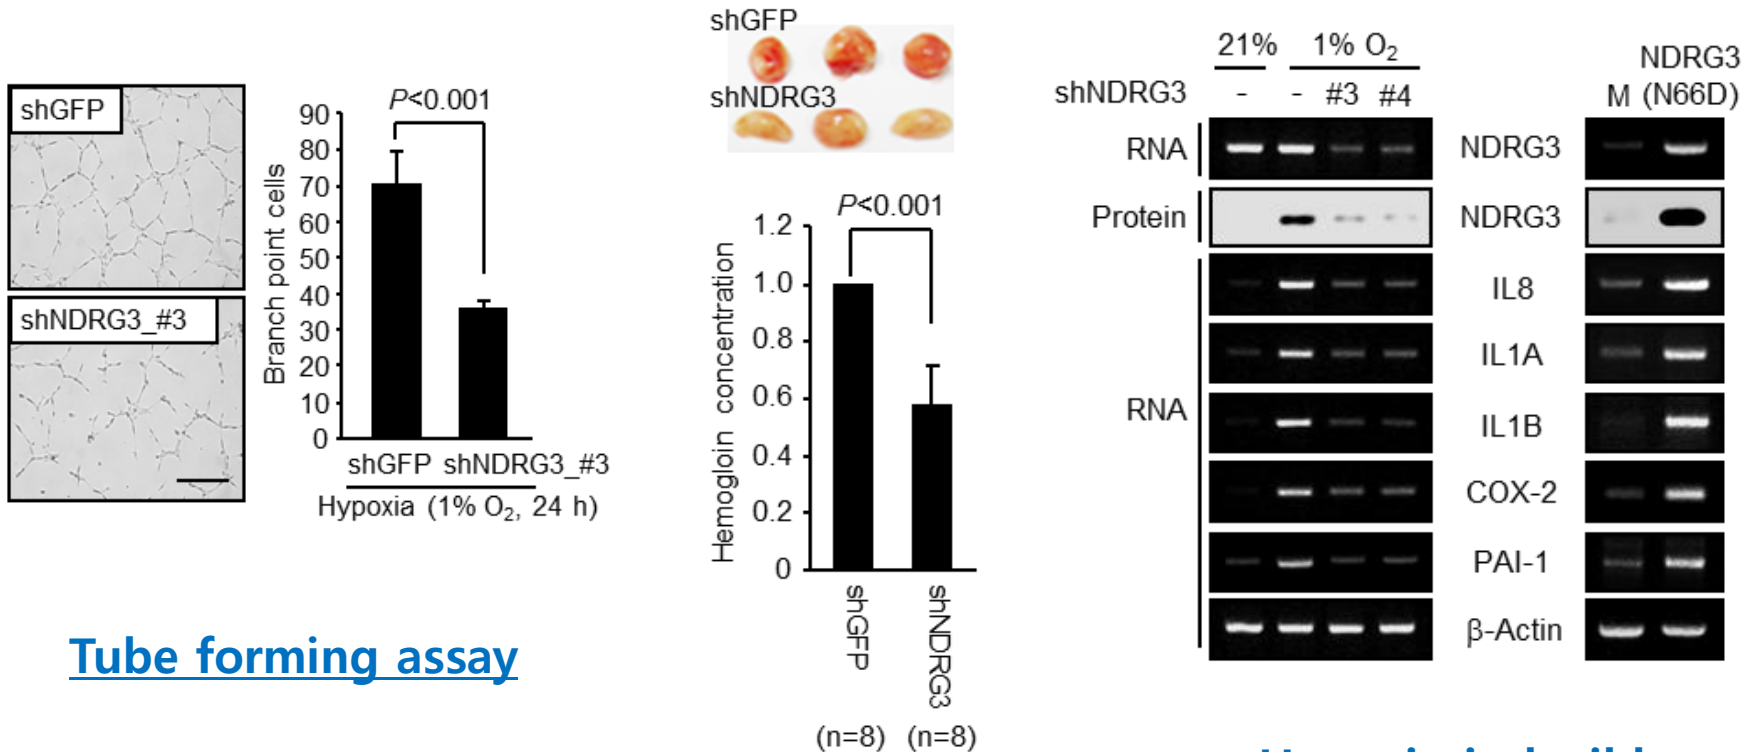 shGFP
shNDRG3_#3
Branch point cells
90
80
70
60
50
40
30
20
10
0
P<0.001
shGFP shNDRG3_#3
Hypoxia (1% O₂, 24 h)
Tube forming assay
shGFP
shNDRG3
Hemogloin concentration
1.2
1.0
0.8
0.6
0.4
0.2
0
P<0.001
shGFP
shNDRG3
(n=8) (n=8)
21% 1% O₂
shNDRG3 - - #3 #4
NDRG3
M (N66D)
RNA NDRG3
Protein NDRG3
IL8
IL1A
RNA
IL1B
COX-2
PAI-1
β-Actin